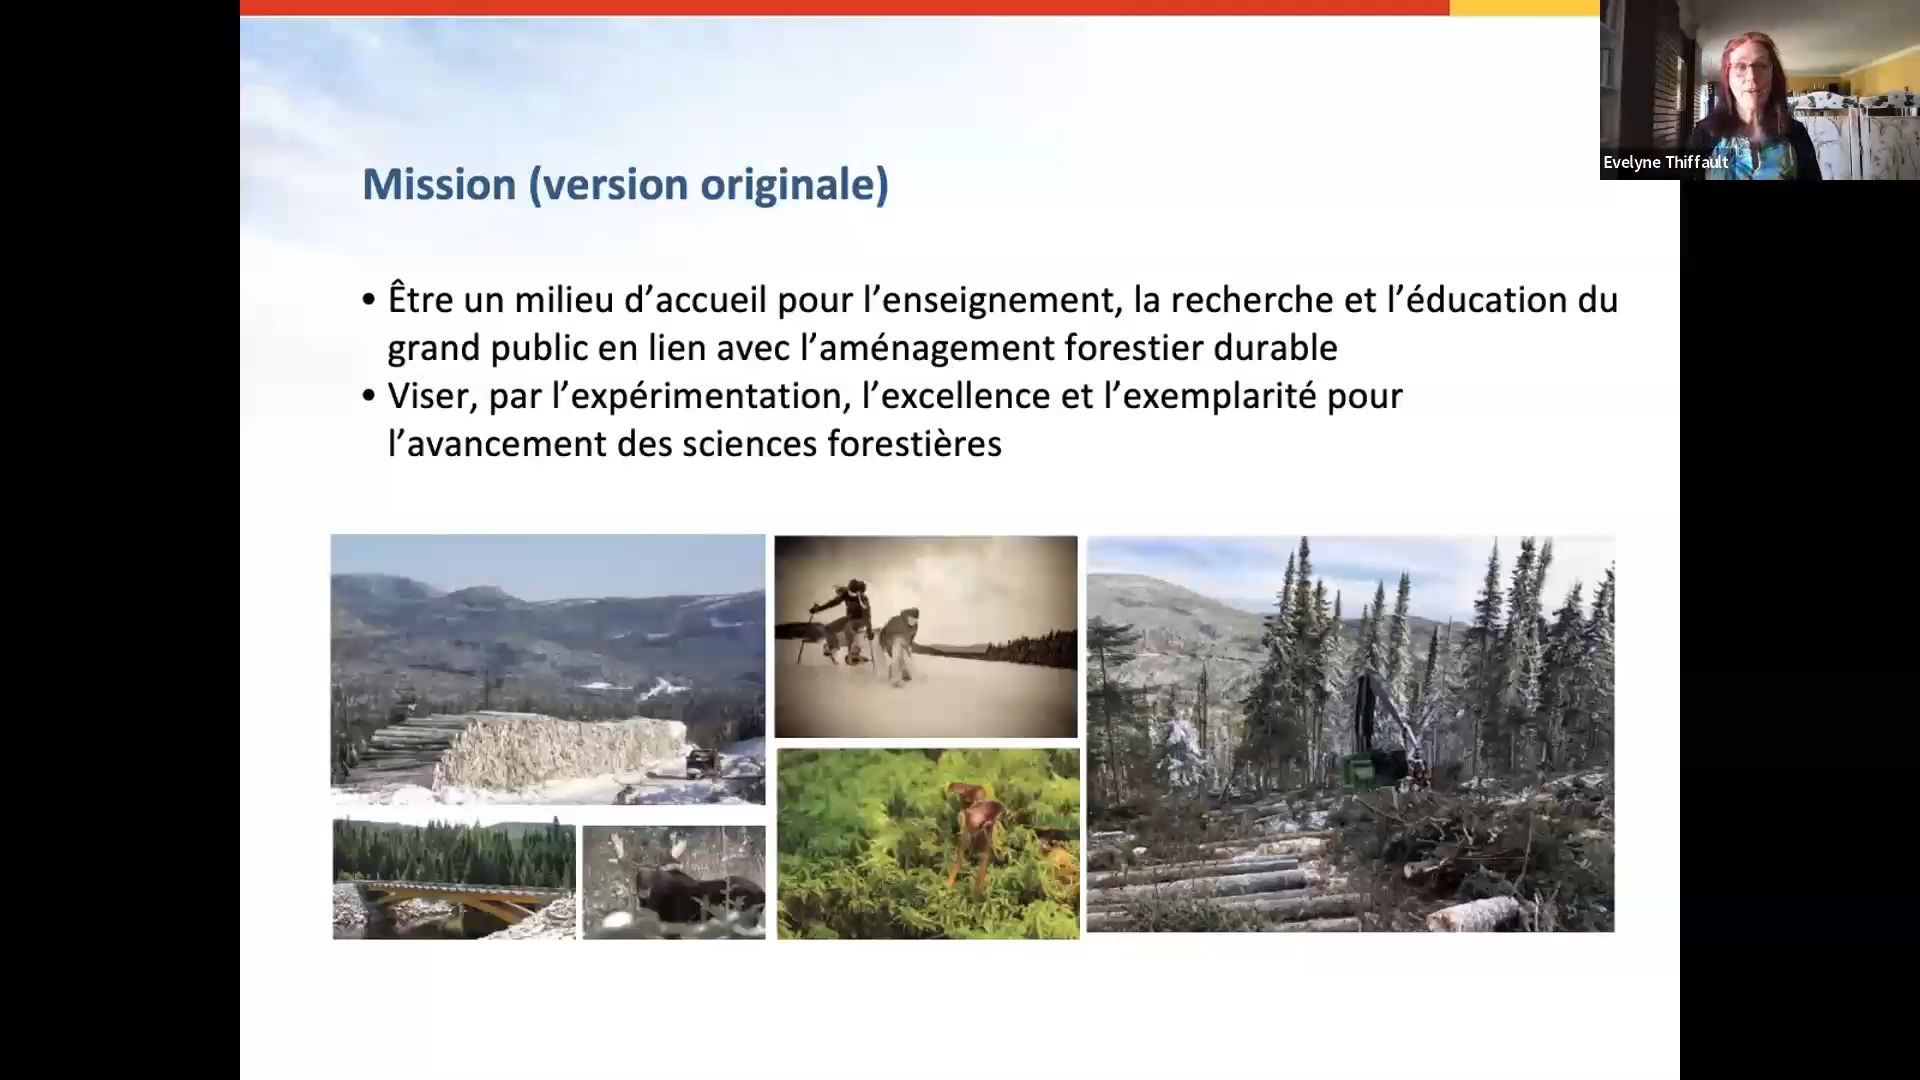 Evelyne Thiffault
Mission (version originale)
• Être un milieu d’accueil pour l’enseignement, la recherche et l’éducation du
grand public en lien avec l’aménagement forestier durable
• Viser, par l’expérimentation, l’excellence et l’exemplarité pour
l’avancement des sciences forestières